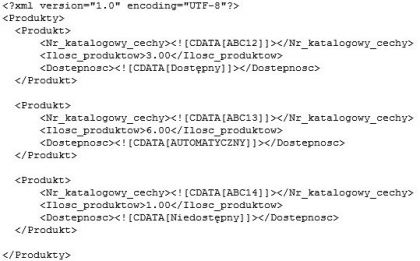 <?xml version="1.0" encoding="UTF-8"?>
<Produkty>
<Produkt>
<Nr_katalogowy_cechy><![CDATA[ABC12]]></Nr_katalogowy_cechy>
<Ilosc_produktow>3.00</Ilosc_produktow>
<Dostepnosc><![CDATA[Dostępny]]></Dostepnosc>
</Produkt>
<Produkt>
<Nr_katalogowy_cechy><![CDATA[ABC13]]></Nr_katalogowy_cechy>
<Ilosc_produktow>6.00</Ilosc_produktow>
<Dostepnosc><![CDATA[AUTOMATYCZNY]]></Dostepnosc>
</Produkt>
<Produkt>
<Nr_katalogowy_cechy><![CDATA[ABC14]]></Nr_katalogowy_cechy>
<Ilosc_produktow>1.00</Ilosc_produktow>
<Dostepnosc><![CDATA[Niedostępny]]></Dostepnosc>
</Produkt>
</Produkty>